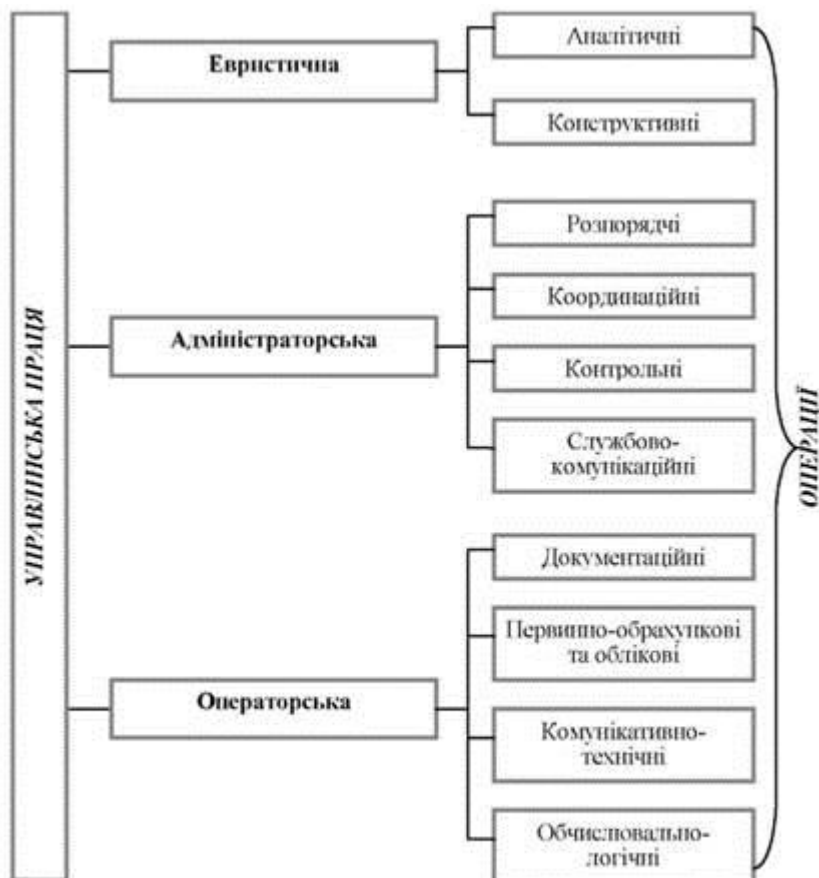 УПРАВЛІНСЬКА ПРАЦЯ
Евристична
Аналітичні
Конструктивні
Адміністраторська
Розпорядчі
Координаційні
Контрольні
Службово-
комунікаційні
Операторська
Документаційні
Первинно-обрахункові
та облікові
Комунікативно-
технічні
Обчислювально-
логічні
ОПЕРАЦІЇ